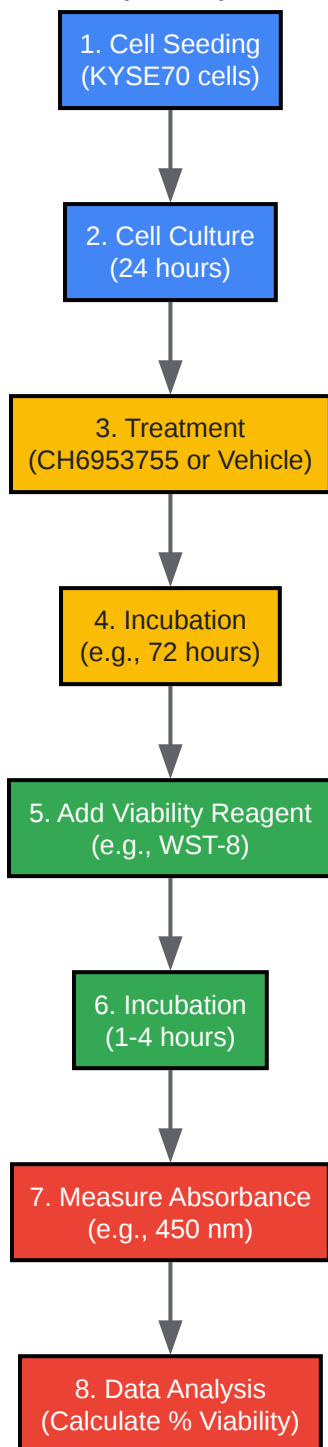 1. Cell Seeding
(KYSE70 cells)
2. Cell Culture
(24 hours)
3. Treatment
(CH6953755 or Vehicle)
4. Incubation
(e.g., 72 hours)
5. Add Viability Reagent
(e.g., WST-8)
6. Incubation
(1-4 hours)
7. Measure Absorbance
(e.g., 450 nm)
8. Data Analysis
(Calculate % Viability)